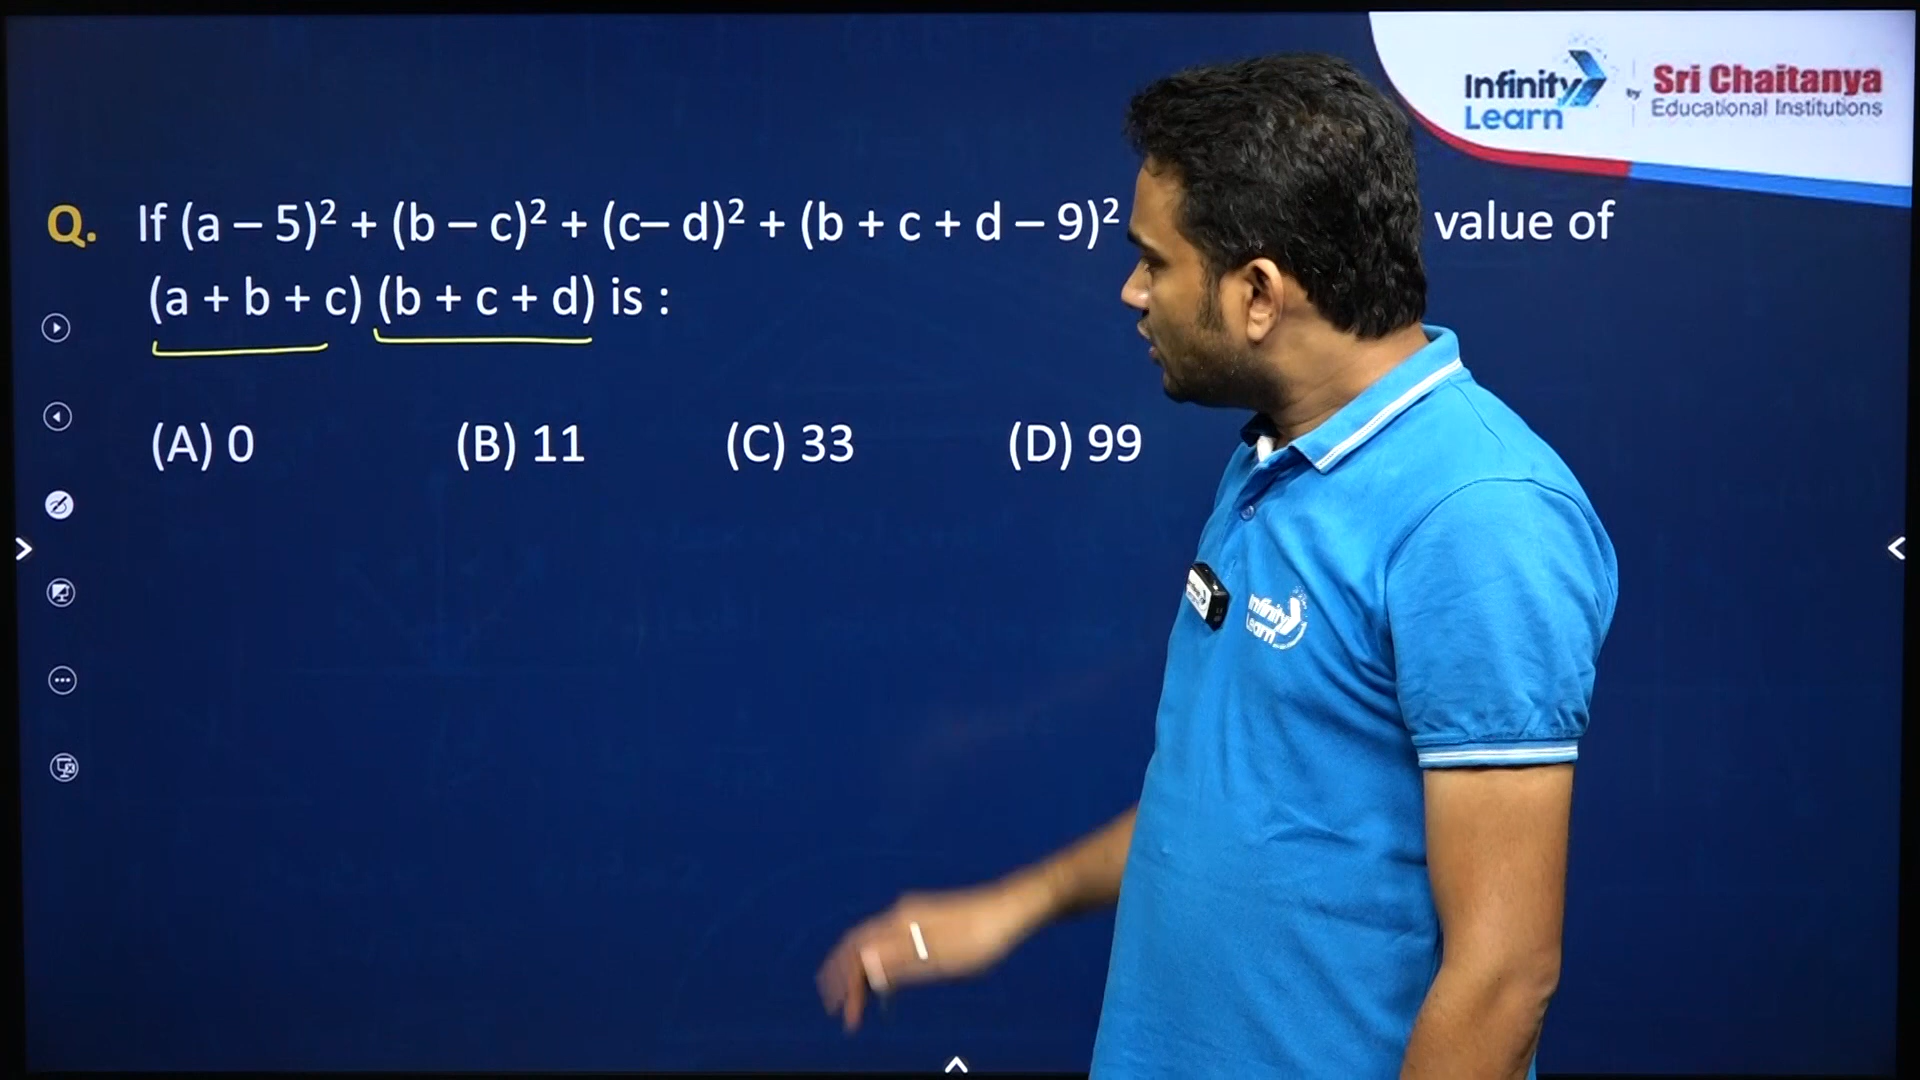 Infinity Learn by Sri Chaitanya Educational Institutions
Q. If (a – 5)² + (b – c)² + (c– d)² + (b + c + d – 9)² value of
(a + b + c) (b + c + d) is :
(A) 0 (B) 11 (C) 33 (D) 99
Infinity Learn